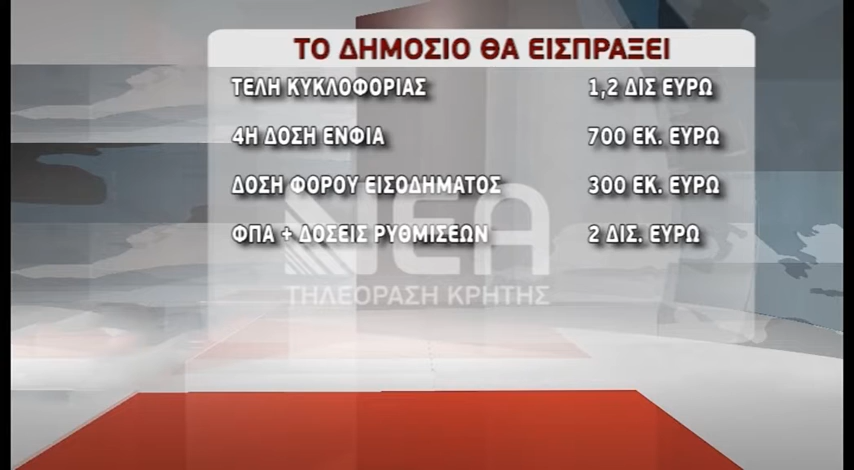 ΤΟ ΔΗΜΟΣΙΟ ΘΑ ΕΙΣΠΡΑΞΕΙ
ΤΕΛΗ ΚΥΚΛΟΦΟΡΙΑΣ 1,2 ΔΙΣ ΕΥΡΩ
4Η ΔΟΣΗ ΕΝΦΙΑ 700 ΕΚ. ΕΥΡΩ
ΔΟΣΗ ΦΟΡΟΥ ΕΙΣΟΔΗΜΑΤΟΣ 300 ΕΚ. ΕΥΡΩ
ΦΠΑ + ΔΟΣΕΙΣ ΡΥΘΜΙΣΕΩΝ 2 ΔΙΣ. ΕΥΡΩ
ΝΕΑ
ΤΗΛΕΟΡΑΣΗ ΚΡΗΤΗΣ